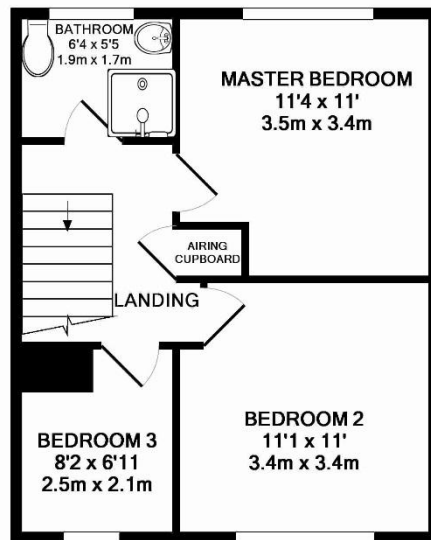 BATHROOM
6'4 x 5'5
1.9m x 1.7m
MASTER BEDROOM
11'4 x 11'
3.5m x 3.4m
AIRING
CUPBOARD
LANDING
BEDROOM 3
8'2 x 6'11
2.5m x 2.1m
BEDROOM 2
11'1 x 11'
3.4m x 3.4m